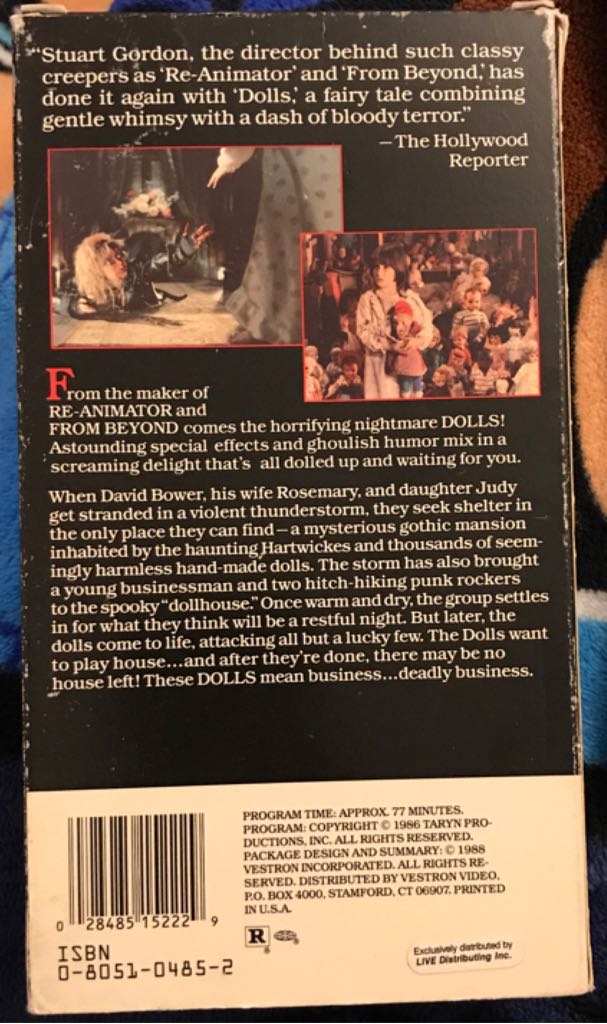 “Stuart Gordon, the director behind such classy
creepers as ‘Re-Animator’ and ‘From Beyond,’ has
done it again with ‘Dolls,’ a fairy tale combining
gentle whimsy with a dash of bloody terror.”
—The Hollywood
Reporter
From the maker of
RE-ANIMATOR and
FROM BEYOND comes the horrifying nightmare DOLLS!
Astounding special effects and ghoulish humor mix in a
screaming delight that's all dolled up and waiting for you.
When David Bower, his wife Rosemary, and daughter Judy
get stranded in a violent thunderstorm, they seek shelter in
the only place they can find—a mysterious gothic mansion
inhabited by the haunting Hartwickes and thousands of seem-
ingly harmless hand-made dolls. The storm has also brought
a young businessman and two hitch-hiking punk rockers
to the spooky “dollhouse.” Once warm and dry, the group settles
in for what they think will be a restful night. But later, the
dolls come to life, attacking all but a lucky few. The Dolls want
to play house...and after they're done, there may be no
house left! These DOLLS mean business...deadly business.
PROGRAM TIME: APPROX. 77 MINUTES.
PROGRAM: COPYRIGHT © 1986 TARYN PRO-
DUCTIONS, INC. ALL RIGHTS RESERVED.
PACKAGE DESIGN AND SUMMARY: © 1988
VESTRON INCORPORATED. ALL RIGHTS RE-
SERVED. DISTRIBUTED BY VESTRON VIDEO,
P.O. BOX 4000, STAMFORD, CT 06907. PRINTED
IN U.S.A.
0 28485 15222 9
ISBN
0-8051-0485-2
R
®
Exclusively distributed by
LIVE Distributing Inc.